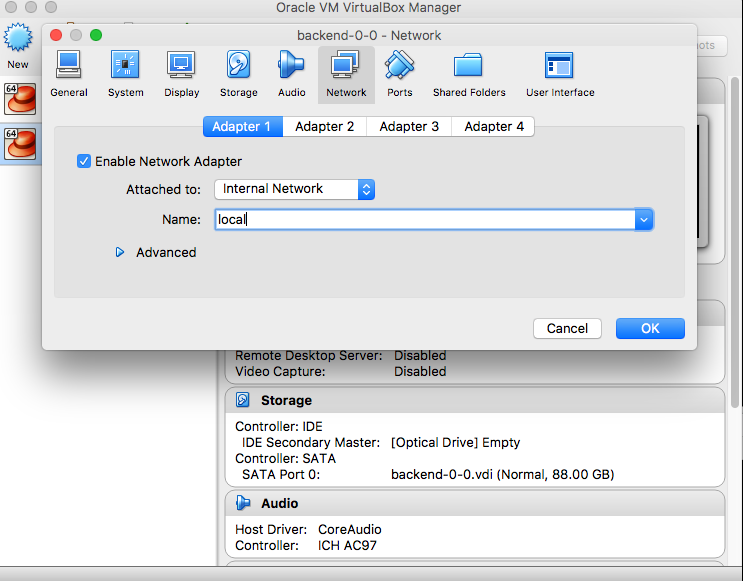 Oracle VM VirtualBox Manager
backend-0-0 - Network
New
General System Display Storage Audio Network Ports Shared Folders User Interface
64
64
Adapter 1 Adapter 2 Adapter 3 Adapter 4
Enable Network Adapter
Attached to: Internal Network
Name: local
Advanced
Cancel OK
Remote Desktop Server: Disabled
Video Capture: Disabled
Storage
Controller: IDE
IDE Secondary Master: [Optical Drive] Empty
Controller: SATA
SATA Port 0: backend-0-0.vdi (Normal, 88.00 GB)
Audio
Host Driver: CoreAudio
Controller: ICH AC97